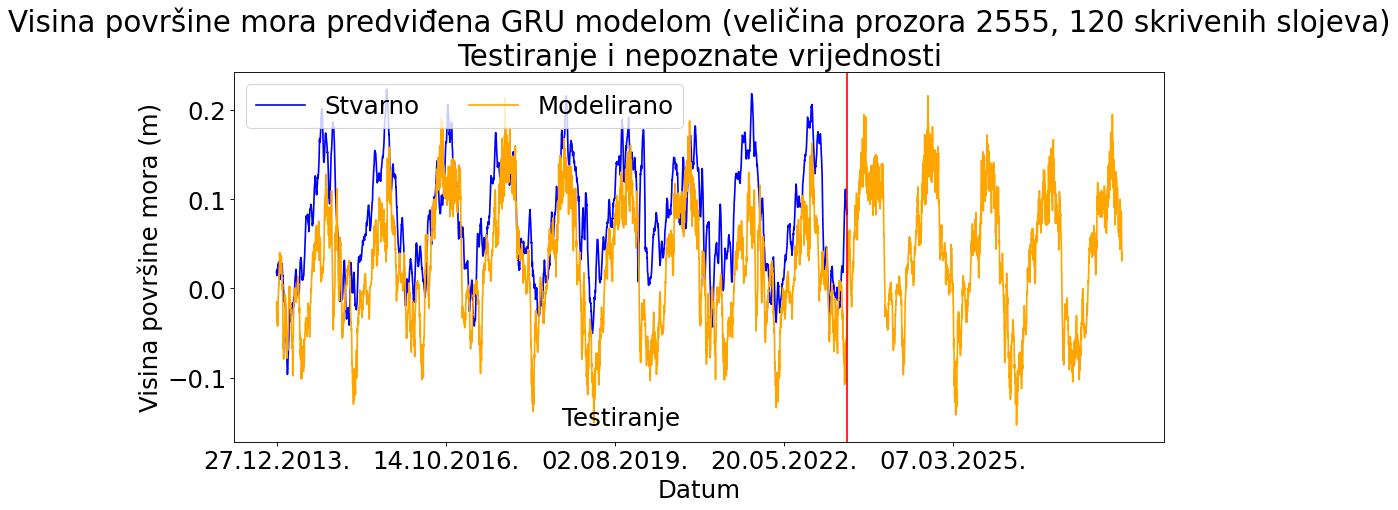 Visina površine mora predviđena GRU modelom (veličina prozora 2555, 120 skrivenih slojeva)
Testiranje i nepoznate vrijednosti
Stvarno
Modelirano
Visina površine mora (m)
0.2
0.1
0.0
−0.1
Testiranje
27.12.2013.
14.10.2016.
02.08.2019.
20.05.2022.
07.03.2025.
Datum